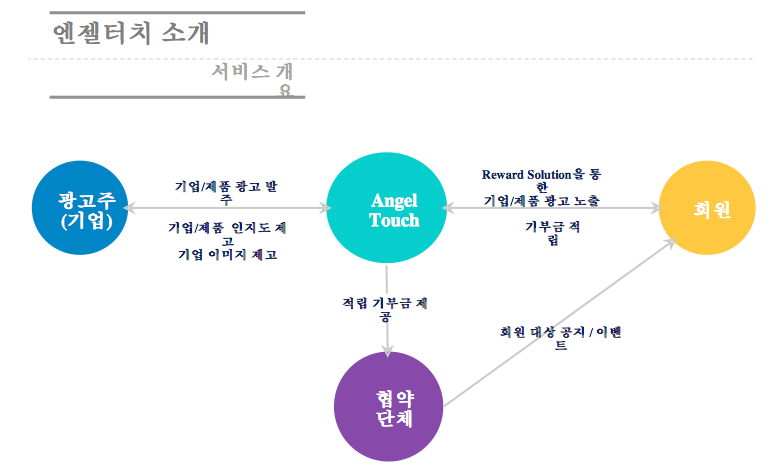 엔젤터치 소개
서비스 개
요
광고주
(기업)
기업/제품 광고 발
주
기업/제품 인지도 제
고
기업 이미지 제고
Angel
Touch
Reward Solution을 통
한
기업/제품 광고 노출
기부금 적
립
회원
적립 기부금 제
공
회원 대상 공지 / 이벤
트
협약
단체